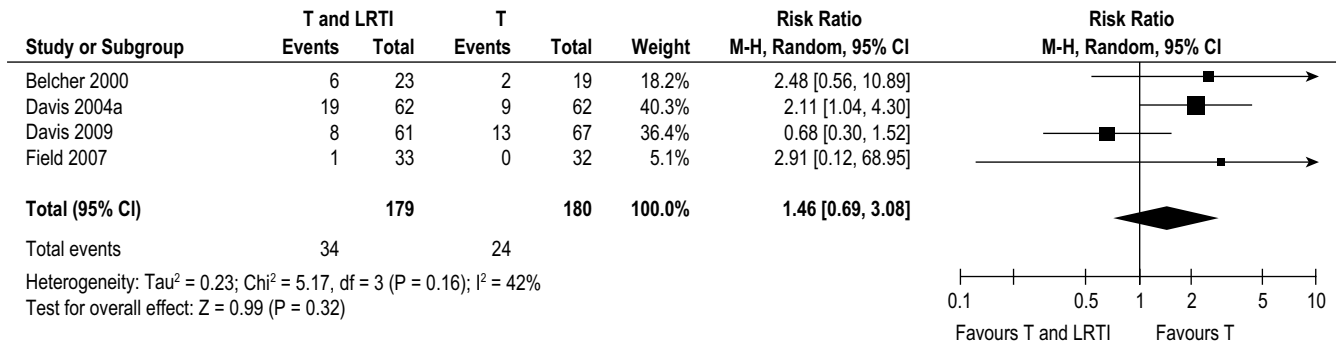 T and LRTI T Risk Ratio Risk Ratio
Study or Subgroup Events Total Events Total Weight M-H, Random, 95% CI M-H, Random, 95% CI
Belcher 2000 6 23 2 19 18.2% 2.48 [0.56, 10.89]
Davis 2004a 19 62 9 62 40.3% 2.11 [1.04, 4.30]
Davis 2009 8 61 13 67 36.4% 0.68 [0.30, 1.52]
Field 2007 1 33 0 32 5.1% 2.91 [0.12, 68.95]
Total (95% CI) 179 180 100.0% 1.46 [0.69, 3.08]
Total events 34 24
Heterogeneity: Tau² = 0.23; Chi² = 5.17, df = 3 (P = 0.16); I² = 42%
Test for overall effect: Z = 0.99 (P = 0.32)
0.1 0.5 1 2 5 10
Favours T and LRTI Favours T